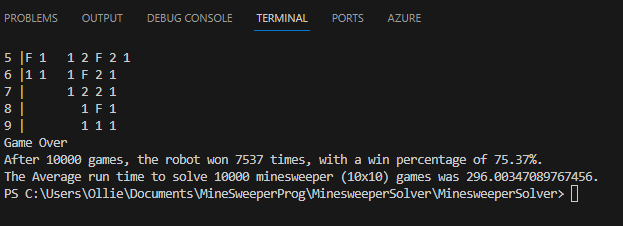 PROBLEMS OUTPUT DEBUG CONSOLE TERMINAL PORTS AZURE
5 |F 1   1 2 F 2 1
6 |1 1   1 F 2 1
7 |      1 2 2 1
8 |        1 F 1
9 |        1 1 1
Game Over
After 10000 games, the robot won 7537 times, with a win percentage of 75.37%.
The Average run time to solve 10000 minesweeper (10x10) games was 296.00347089767456.
PS C:\Users\Ollie\Documents\MineSweeperProg\MinesweeperSolver\MinesweeperSolver>